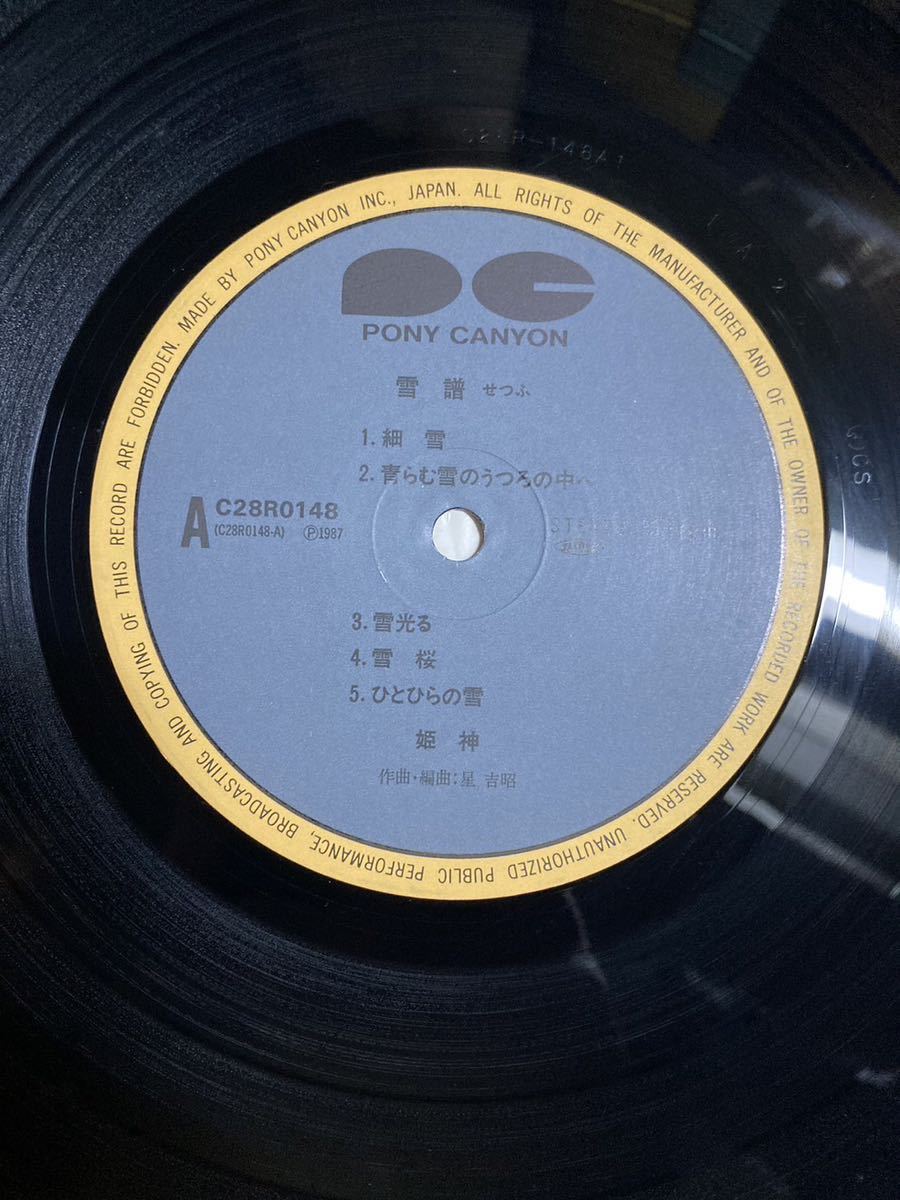 MADE BY PONY CANYON INC., JAPAN. ALL RIGHTS OF THE MANUFACTURER AND OF THE OWNER OF THE RECORDED WORK ARE RESERVED. UNAUTHORIZED PUBLIC PERFORMANCE, BROADCASTING AND COPYING OF THIS RECORD ARE FORBIDDEN.
PONY CANYON
雪譜 せつふ
1. 細雪
2. 青らむ雪のうつろの中へ
A C28R0148
(C28R0148-A) Ⓟ1987
3. 雪光る
4. 雪桜
5. ひとひらの雪
姫神
作曲・編曲:星 吉昭